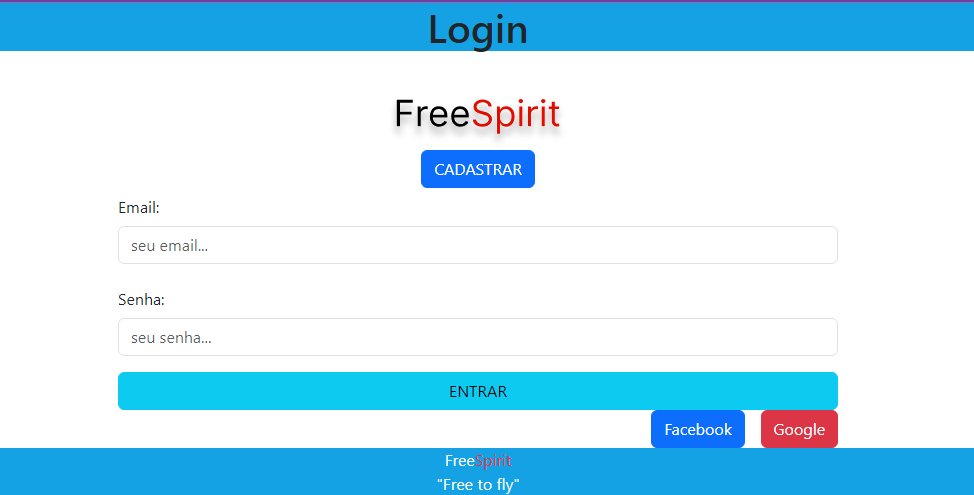 Login
FreeSpirit
CADASTRAR
Email:
seu email...
Senha:
seu senha...
ENTRAR
Facebook Google
FreeSpirit
"Free to fly"